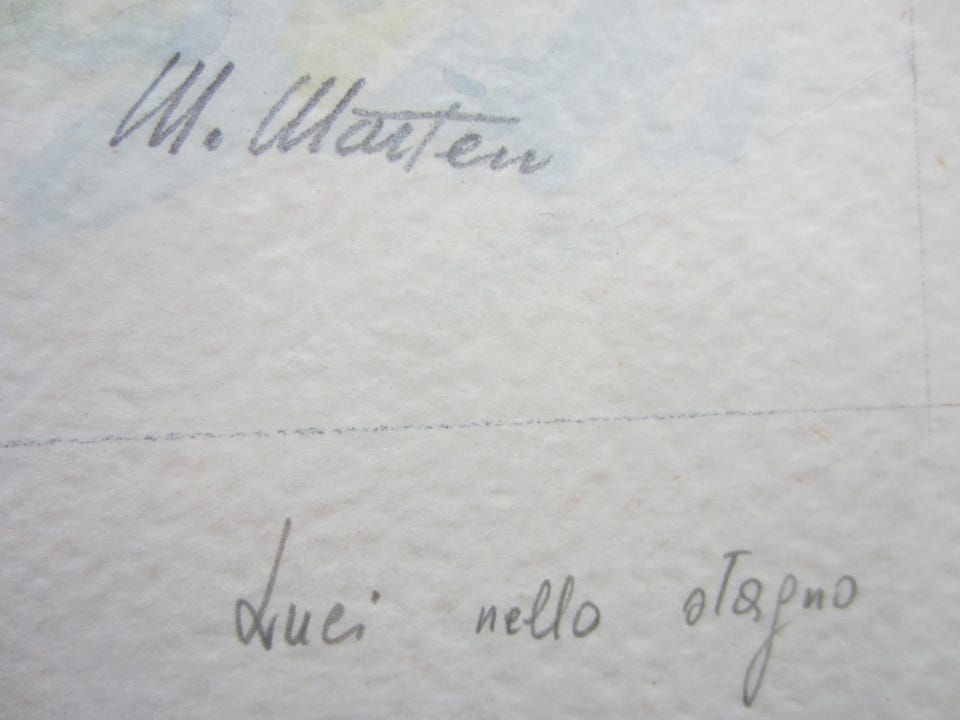 M. Marten
Luci nello stagno